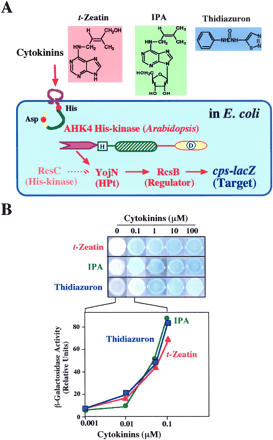 A
t-Zeatin
IPA
Thidiazuron
Cytokinins
His
Asp
in E. coli
AHK4 His-kinase (Arabidopsis)
H
D
RcsC
(His-kinase)
YojN
(HPt)
RcsB
(Regulator)
cps-lacZ
(Target)
B
Cytokinins (μM)
0 0.1 1 10 100
t-Zeatin
IPA
Thidiazuron
β-Galactosidase Activity
(Relative Units)
80
60
40
20
0
IPA
Thidiazuron
t-Zeatin
0.001 0.01 0.1
Cytokinins (μM)